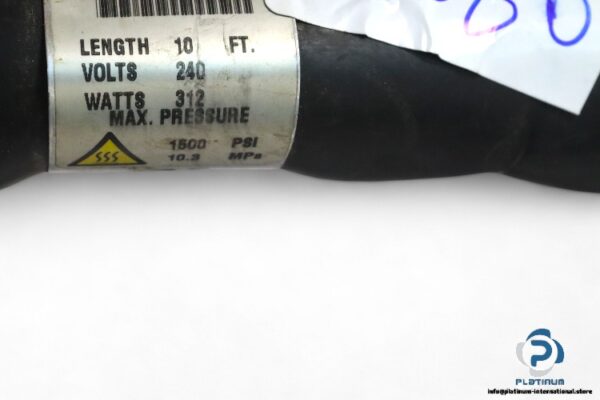 LENGTH 10 FT.
VOLTS 240
WATTS 312
MAX. PRESSURE
1500 PSI
10.3 MPa
PLATINUM
info@platinum-international.store